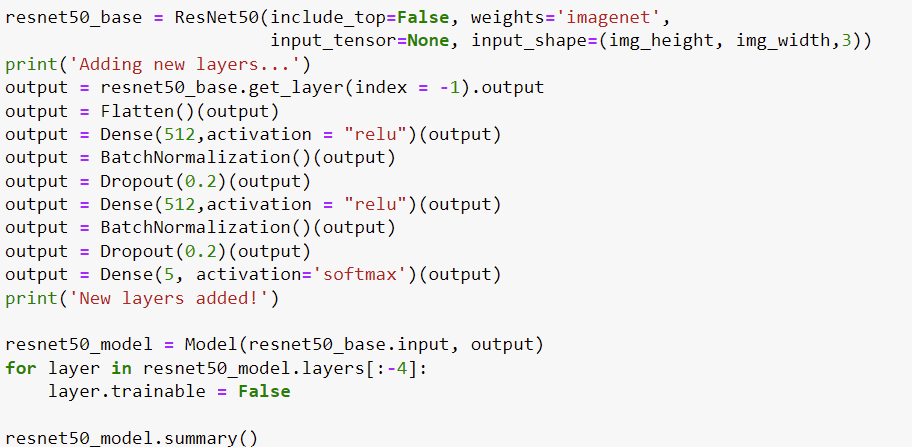 resnet50_base = ResNet50(include_top=False, weights='imagenet',
                         input_tensor=None, input_shape=(img_height, img_width,3))
print('Adding new layers...')
output = resnet50_base.get_layer(index = -1).output
output = Flatten()(output)
output = Dense(512,activation = "relu")(output)
output = BatchNormalization()(output)
output = Dropout(0.2)(output)
output = Dense(512,activation = "relu")(output)
output = BatchNormalization()(output)
output = Dropout(0.2)(output)
output = Dense(5, activation='softmax')(output)
print('New layers added!')

resnet50_model = Model(resnet50_base.input, output)
for layer in resnet50_model.layers[:-4]:
    layer.trainable = False

resnet50_model.summary()